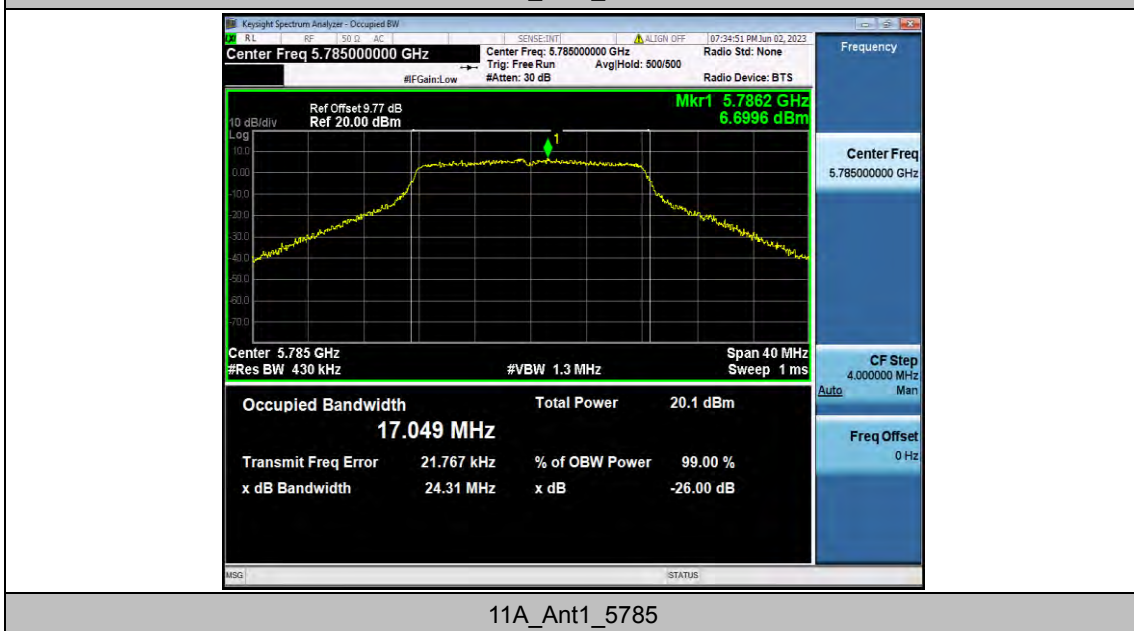 Keysight Spectrum Analyzer - Occupied BW
RL RF 50 Ω AC SENSE:INT ALIGN OFF 07:34:51 PM Jun 02, 2023
Center Freq 5.785000000 GHz
Center Freq: 5.785000000 GHz Radio Std: None
Trig: Free Run Avg|Hold: 500/500
#IFGain:Low #Atten: 30 dB Radio Device: BTS
Frequency
Mkr1 5.7862 GHz
6.6996 dBm
Ref Offset 9.77 dB
10 dB/div Ref 20.00 dBm
Log
10.0
0.00
-10.0
-20.0
-30.0
-40.0
-50.0
-60.0
-70.0
1
Center 5.785 GHz Span 40 MHz
#Res BW 430 kHz #VBW 1.3 MHz Sweep 1 ms
Center Freq
5.785000000 GHz
CF Step
4.000000 MHz
Auto Man
Freq Offset
0 Hz
Occupied Bandwidth Total Power 20.1 dBm
17.049 MHz
Transmit Freq Error 21.767 kHz % of OBW Power 99.00 %
x dB Bandwidth 24.31 MHz x dB -26.00 dB
MSG STATUS
11A_Ant1_5785